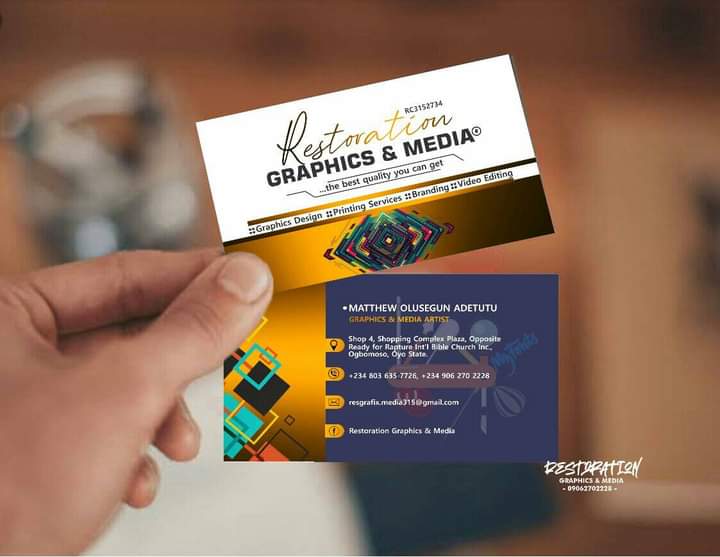 RC3152734
Restoration
GRAPHICS & MEDIA®
...the best quality you can get
Graphics Design Printing Services Branding Video Editing
• MATTHEW OLUSEGUN ADETUTU
GRAPHICS & MEDIA ARTIST
Shop 4, Shopping Complex Plaza, Opposite
Ready for Rapture Int'l Bible Church Inc.,
Ogbomoso, Oyo State.
+234 803 635 7726, +234 906 270 2228
resgrafix.media315@gmail.com
Restoration Graphics & Media
RESTORATION
GRAPHICS & MEDIA
- 09062702228 -